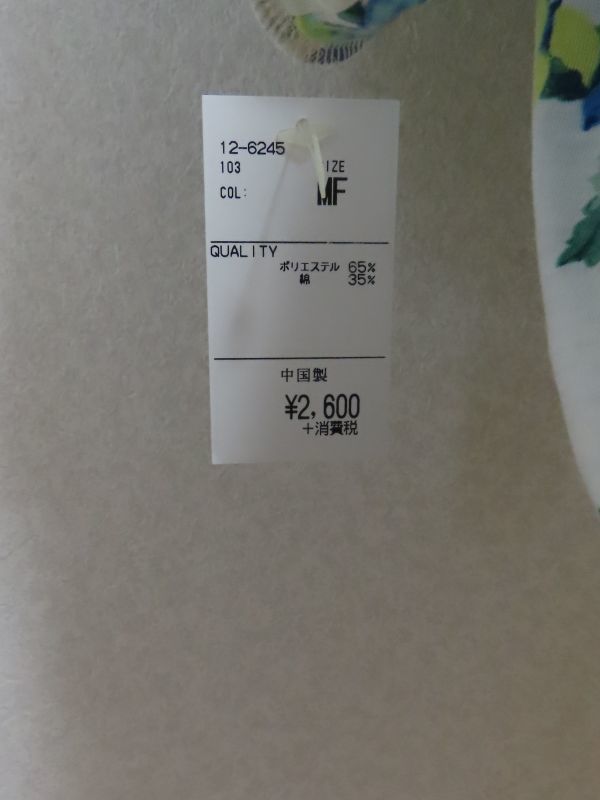 12-6245
103 IZE
COL: MF
QUALITY
ポリエステル 65%
綿 35%
中国製
¥2,600
+消費税